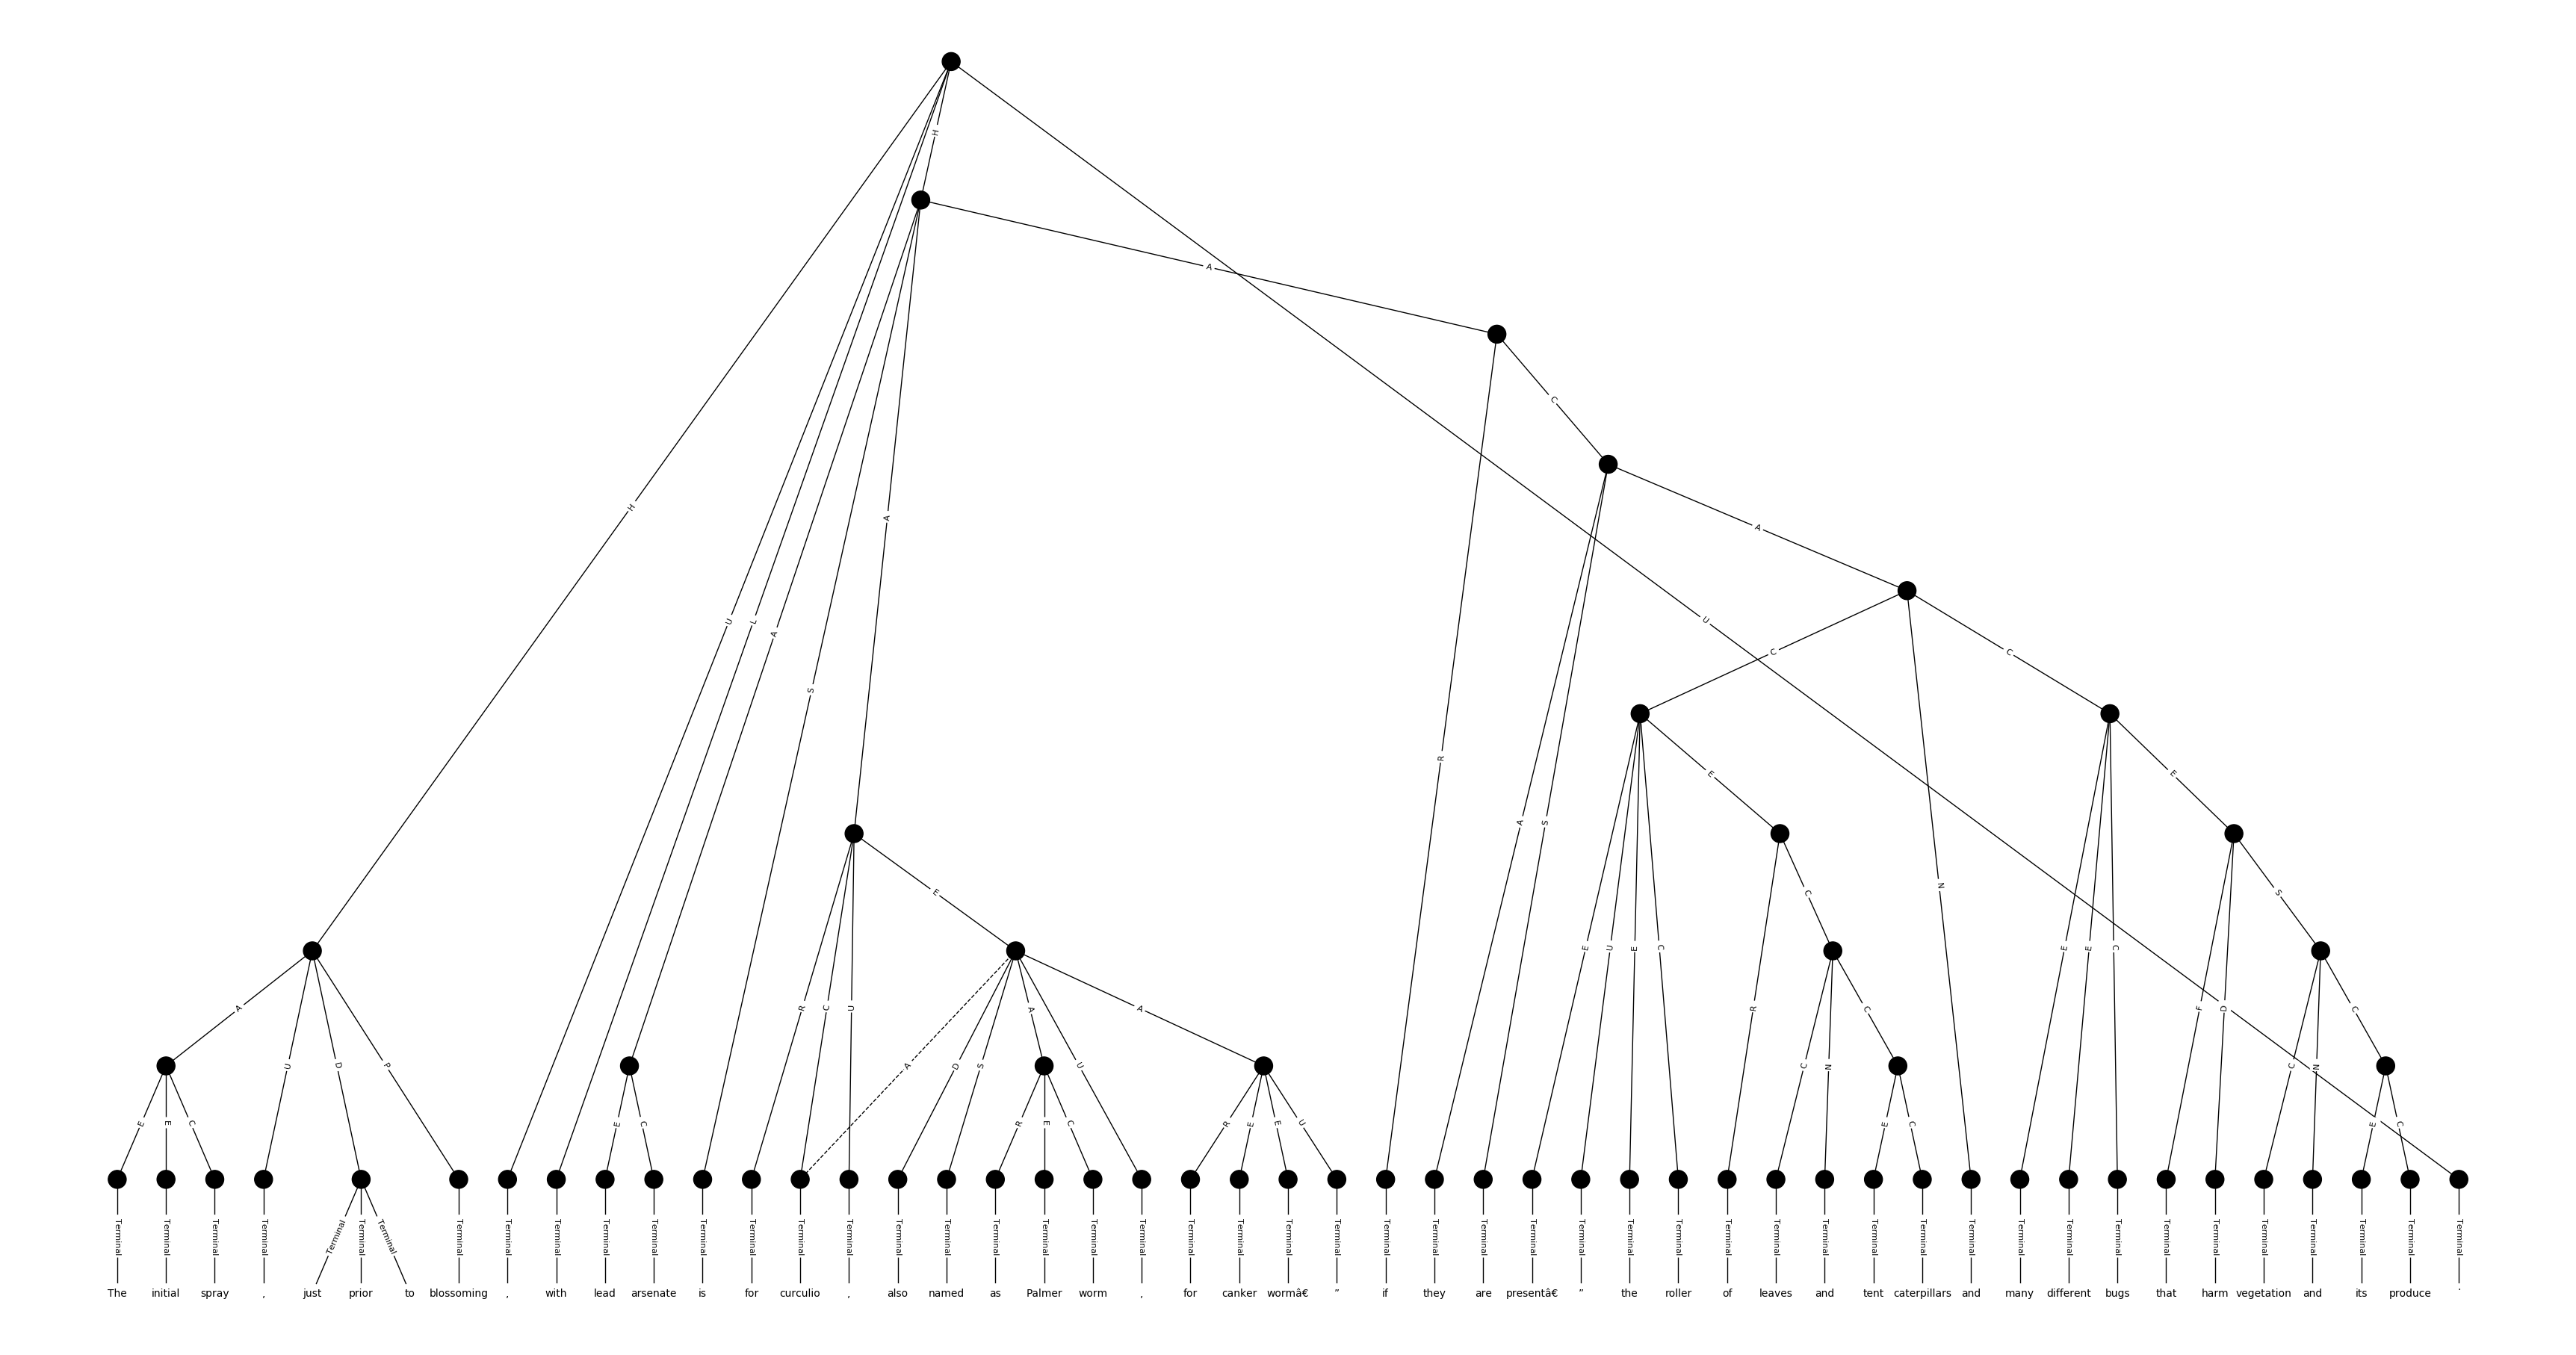 H
H
A
C
H
A
A
U
L
A
U
S
C
C
R
E
E
A
S
E
C
S
N
E
U
E
C
E
E
C
A
R
C
U
A
R
C
F
D
C
U
D
P
A
D
S
A
U
C
N
C
N
E
E
C
E
C
R
E
C
R
E
E
U
E
C
E
C
Terminal Terminal Terminal Terminal Terminal Terminal Terminal Terminal Terminal Terminal Terminal Terminal Terminal Terminal Terminal Terminal Terminal Terminal Terminal Terminal Terminal Terminal Terminal Terminal Terminal Terminal Terminal Terminal Terminal Terminal Terminal Terminal Terminal Terminal Terminal Terminal Terminal Terminal Terminal Terminal Terminal Terminal Terminal Terminal Terminal Terminal Terminal Terminal Terminal
The initial spray , just prior to blossoming , with lead arsenate is for curculio , also named as Palmer worm , for canker wormâ€ ” if they are presentâ€ ” the roller of leaves and tent caterpillars and many different bugs that harm vegetation and its produce .